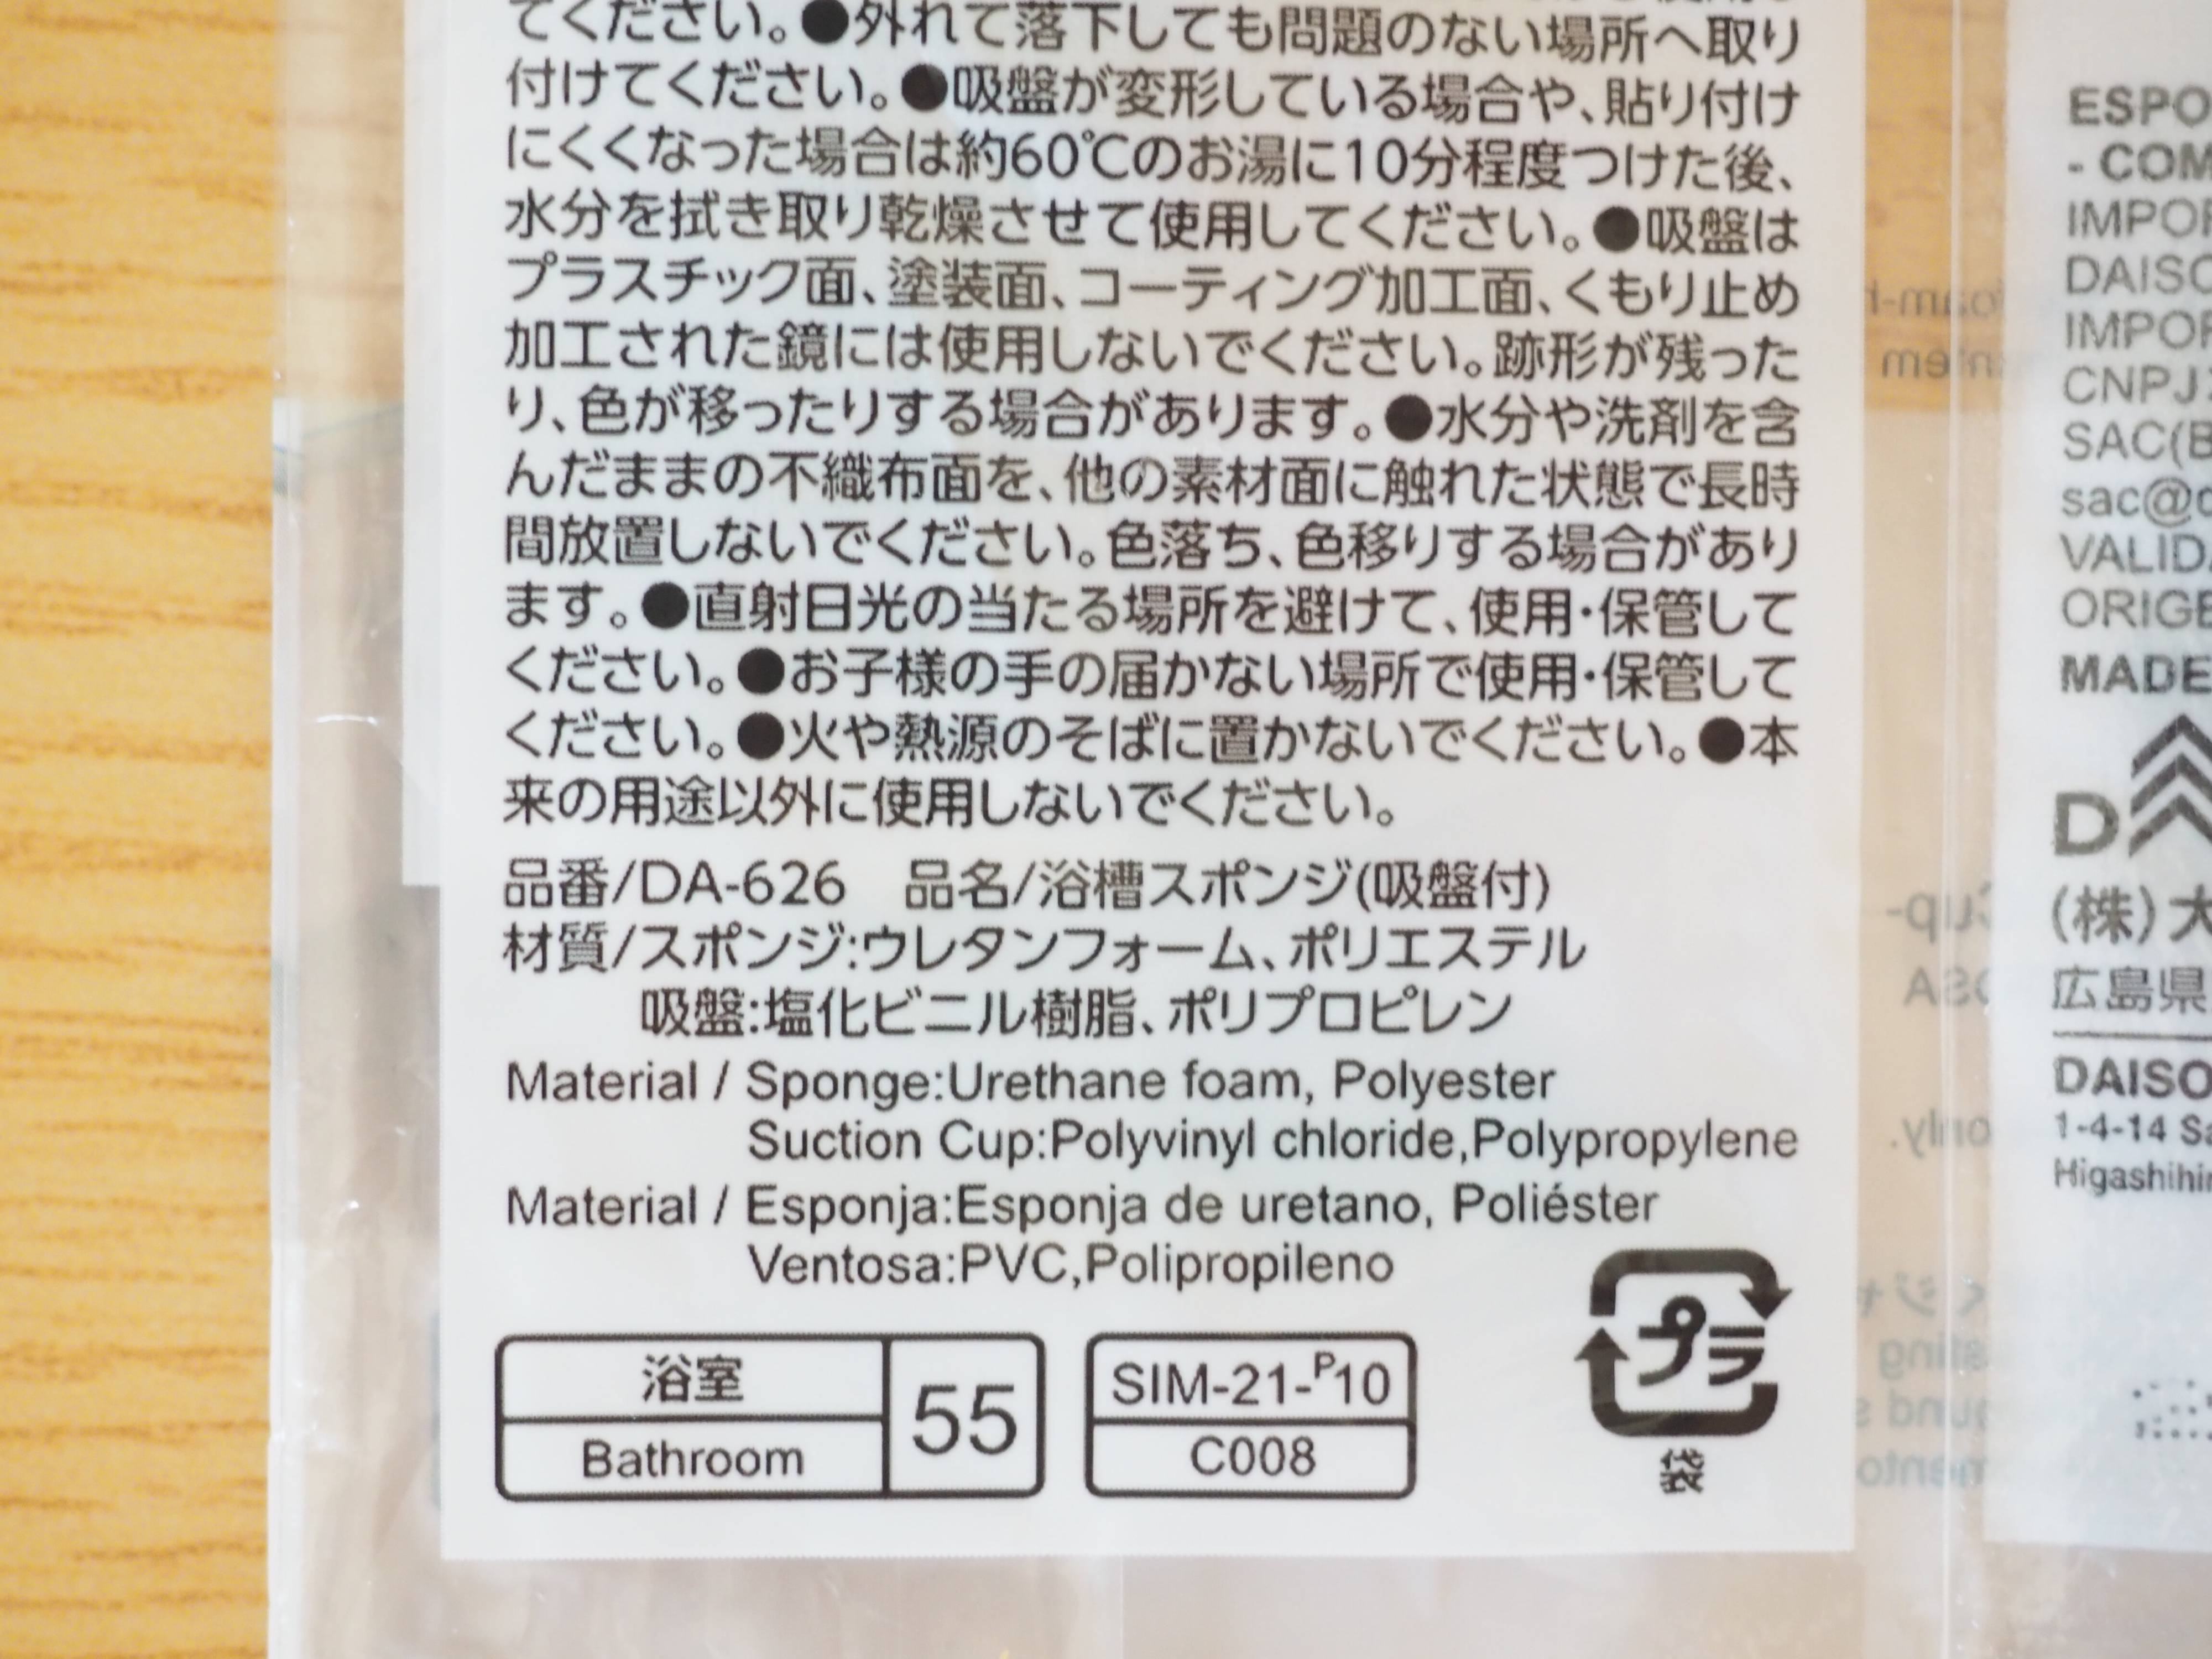 てください。●外れて落下しても問題のない場所へ取り
付けてください。●吸盤が変形している場合や、貼り付け
にくくなった場合は約60℃のお湯に10分程度つけた後、
水分を拭き取り乾燥させて使用してください。●吸盤は
プラスチック面、塗装面、コーティング加工面、くもり止め
加工された鏡には使用しないでください。跡形が残った
り、色が移ったりする場合があります。●水分や洗剤を含
んだままの不織布面を、他の素材面に触れた状態で長時
間放置しないでください。色落ち、色移りする場合があり
ます。●直射日光の当たる場所を避けて、使用・保管して
ください。●お子様の手の届かない場所で使用・保管して
ください。●火や熱源のそばに置かないでください。●本
来の用途以外に使用しないでください。
品番/DA-626　品名/浴槽スポンジ(吸盤付)
材質/スポンジ:ウレタンフォーム、ポリエステル
吸盤:塩化ビニル樹脂、ポリプロピレン
Material / Sponge:Urethane foam, Polyester
Suction Cup:Polyvinyl chloride,Polypropylene
Material / Esponja:Esponja de uretano, Poliéster
Ventosa:PVC,Polipropileno
浴室
Bathroom
55
SIM-21-P10
C008
プラ
袋
ESPO
- COM
IMPOR
DAISO
IMPOR
CNPJ
SAC(B
sac@
VALID
ORIGE
MADE
D
(株)大
広島県
DAISO
1-4-14 Sa
Higashihir